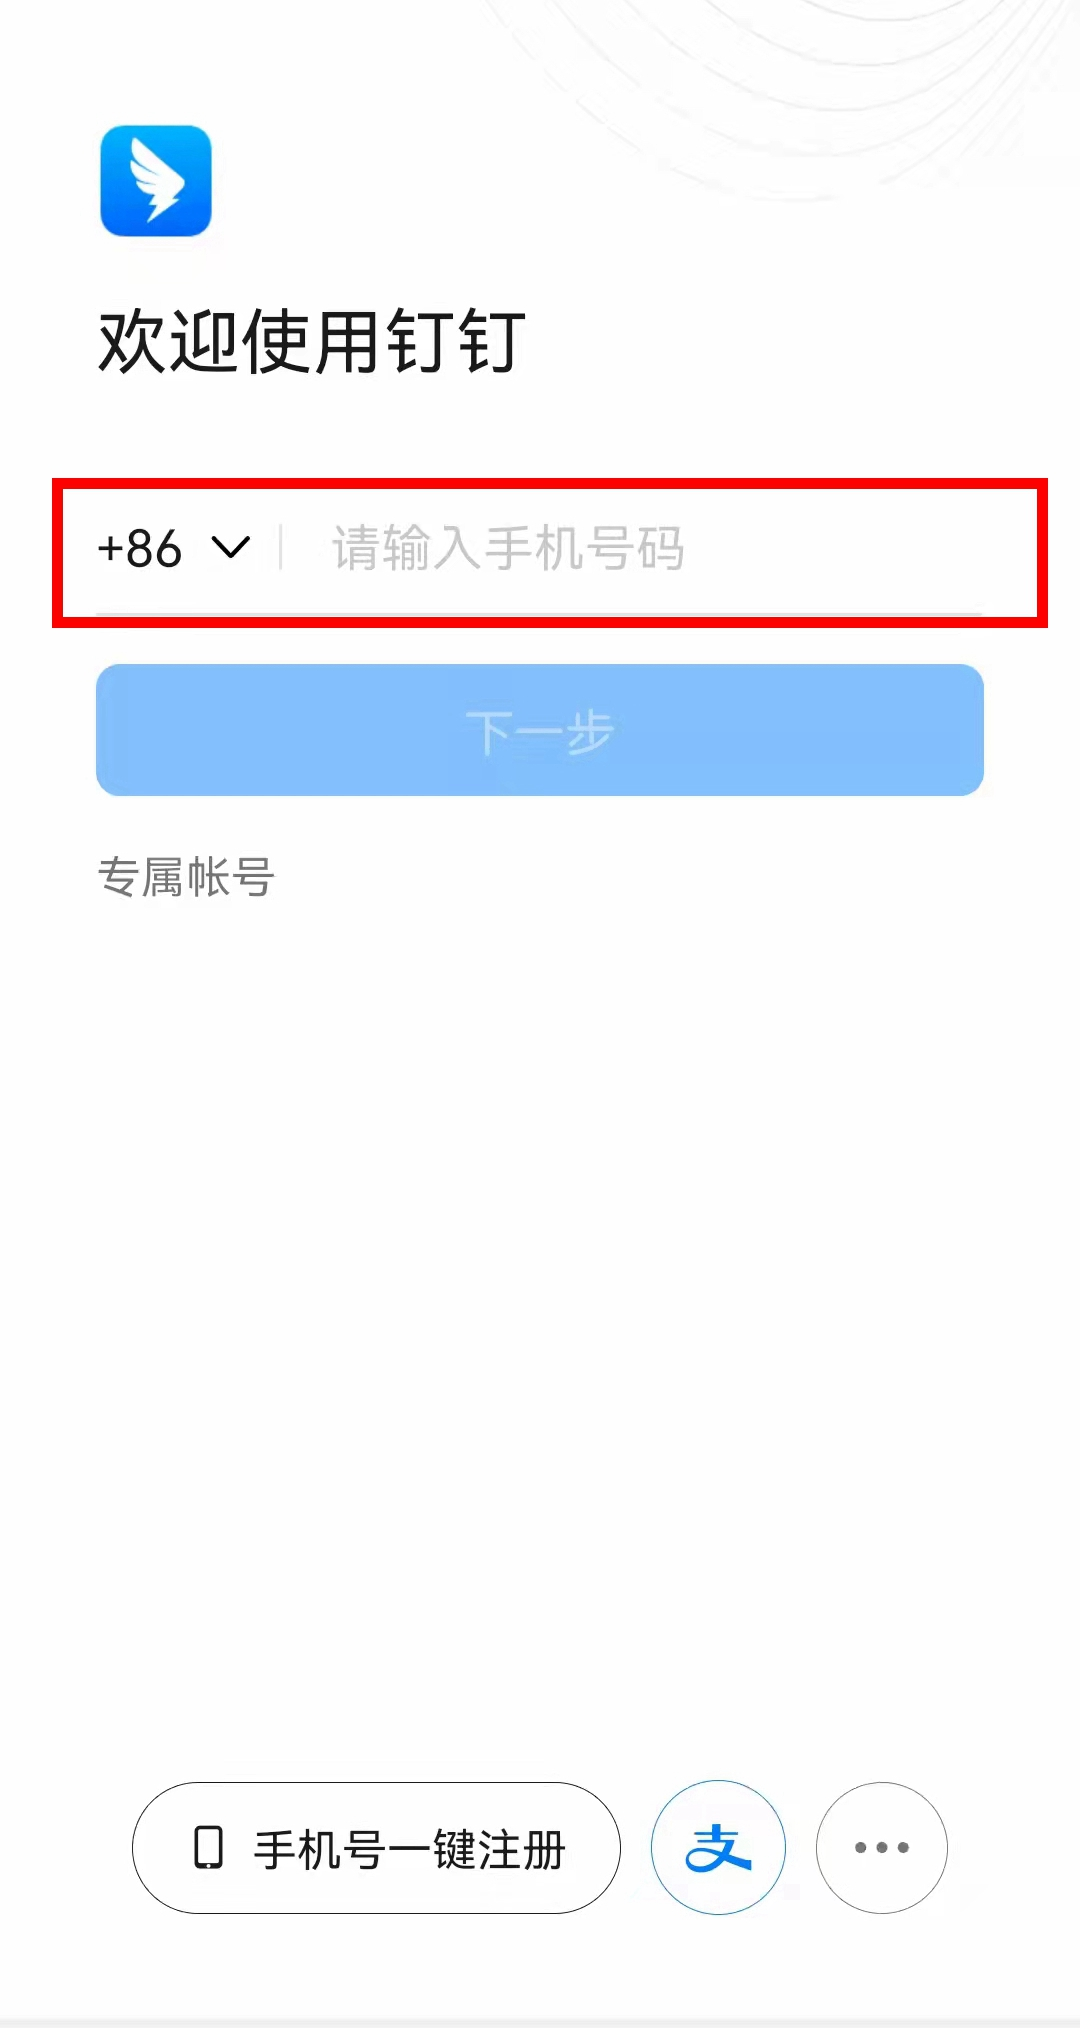 欢迎使用钉钉
+86 请输入手机号码
下一步
专属帐号
手机号一键注册
支